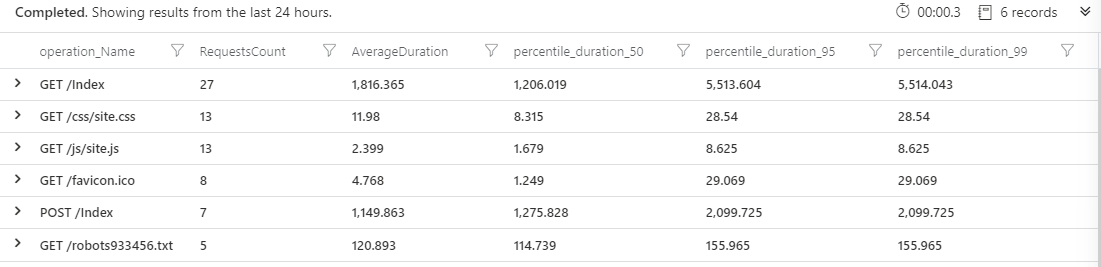 Completed. Showing results from the last 24 hours. 00:00.3 6 records
operation_Name RequestsCount AverageDuration percentile_duration_50 percentile_duration_95 percentile_duration_99
GET /Index 27 1,816.365 1,206.019 5,513.604 5,514.043
GET /css/site.css 13 11.98 8.315 28.54 28.54
GET /js/site.js 13 2.399 1.679 8.625 8.625
GET /favicon.ico 8 4.768 1.249 29.069 29.069
POST /Index 7 1,149.863 1,275.828 2,099.725 2,099.725
GET /robots933456.txt 5 120.893 114.739 155.965 155.965